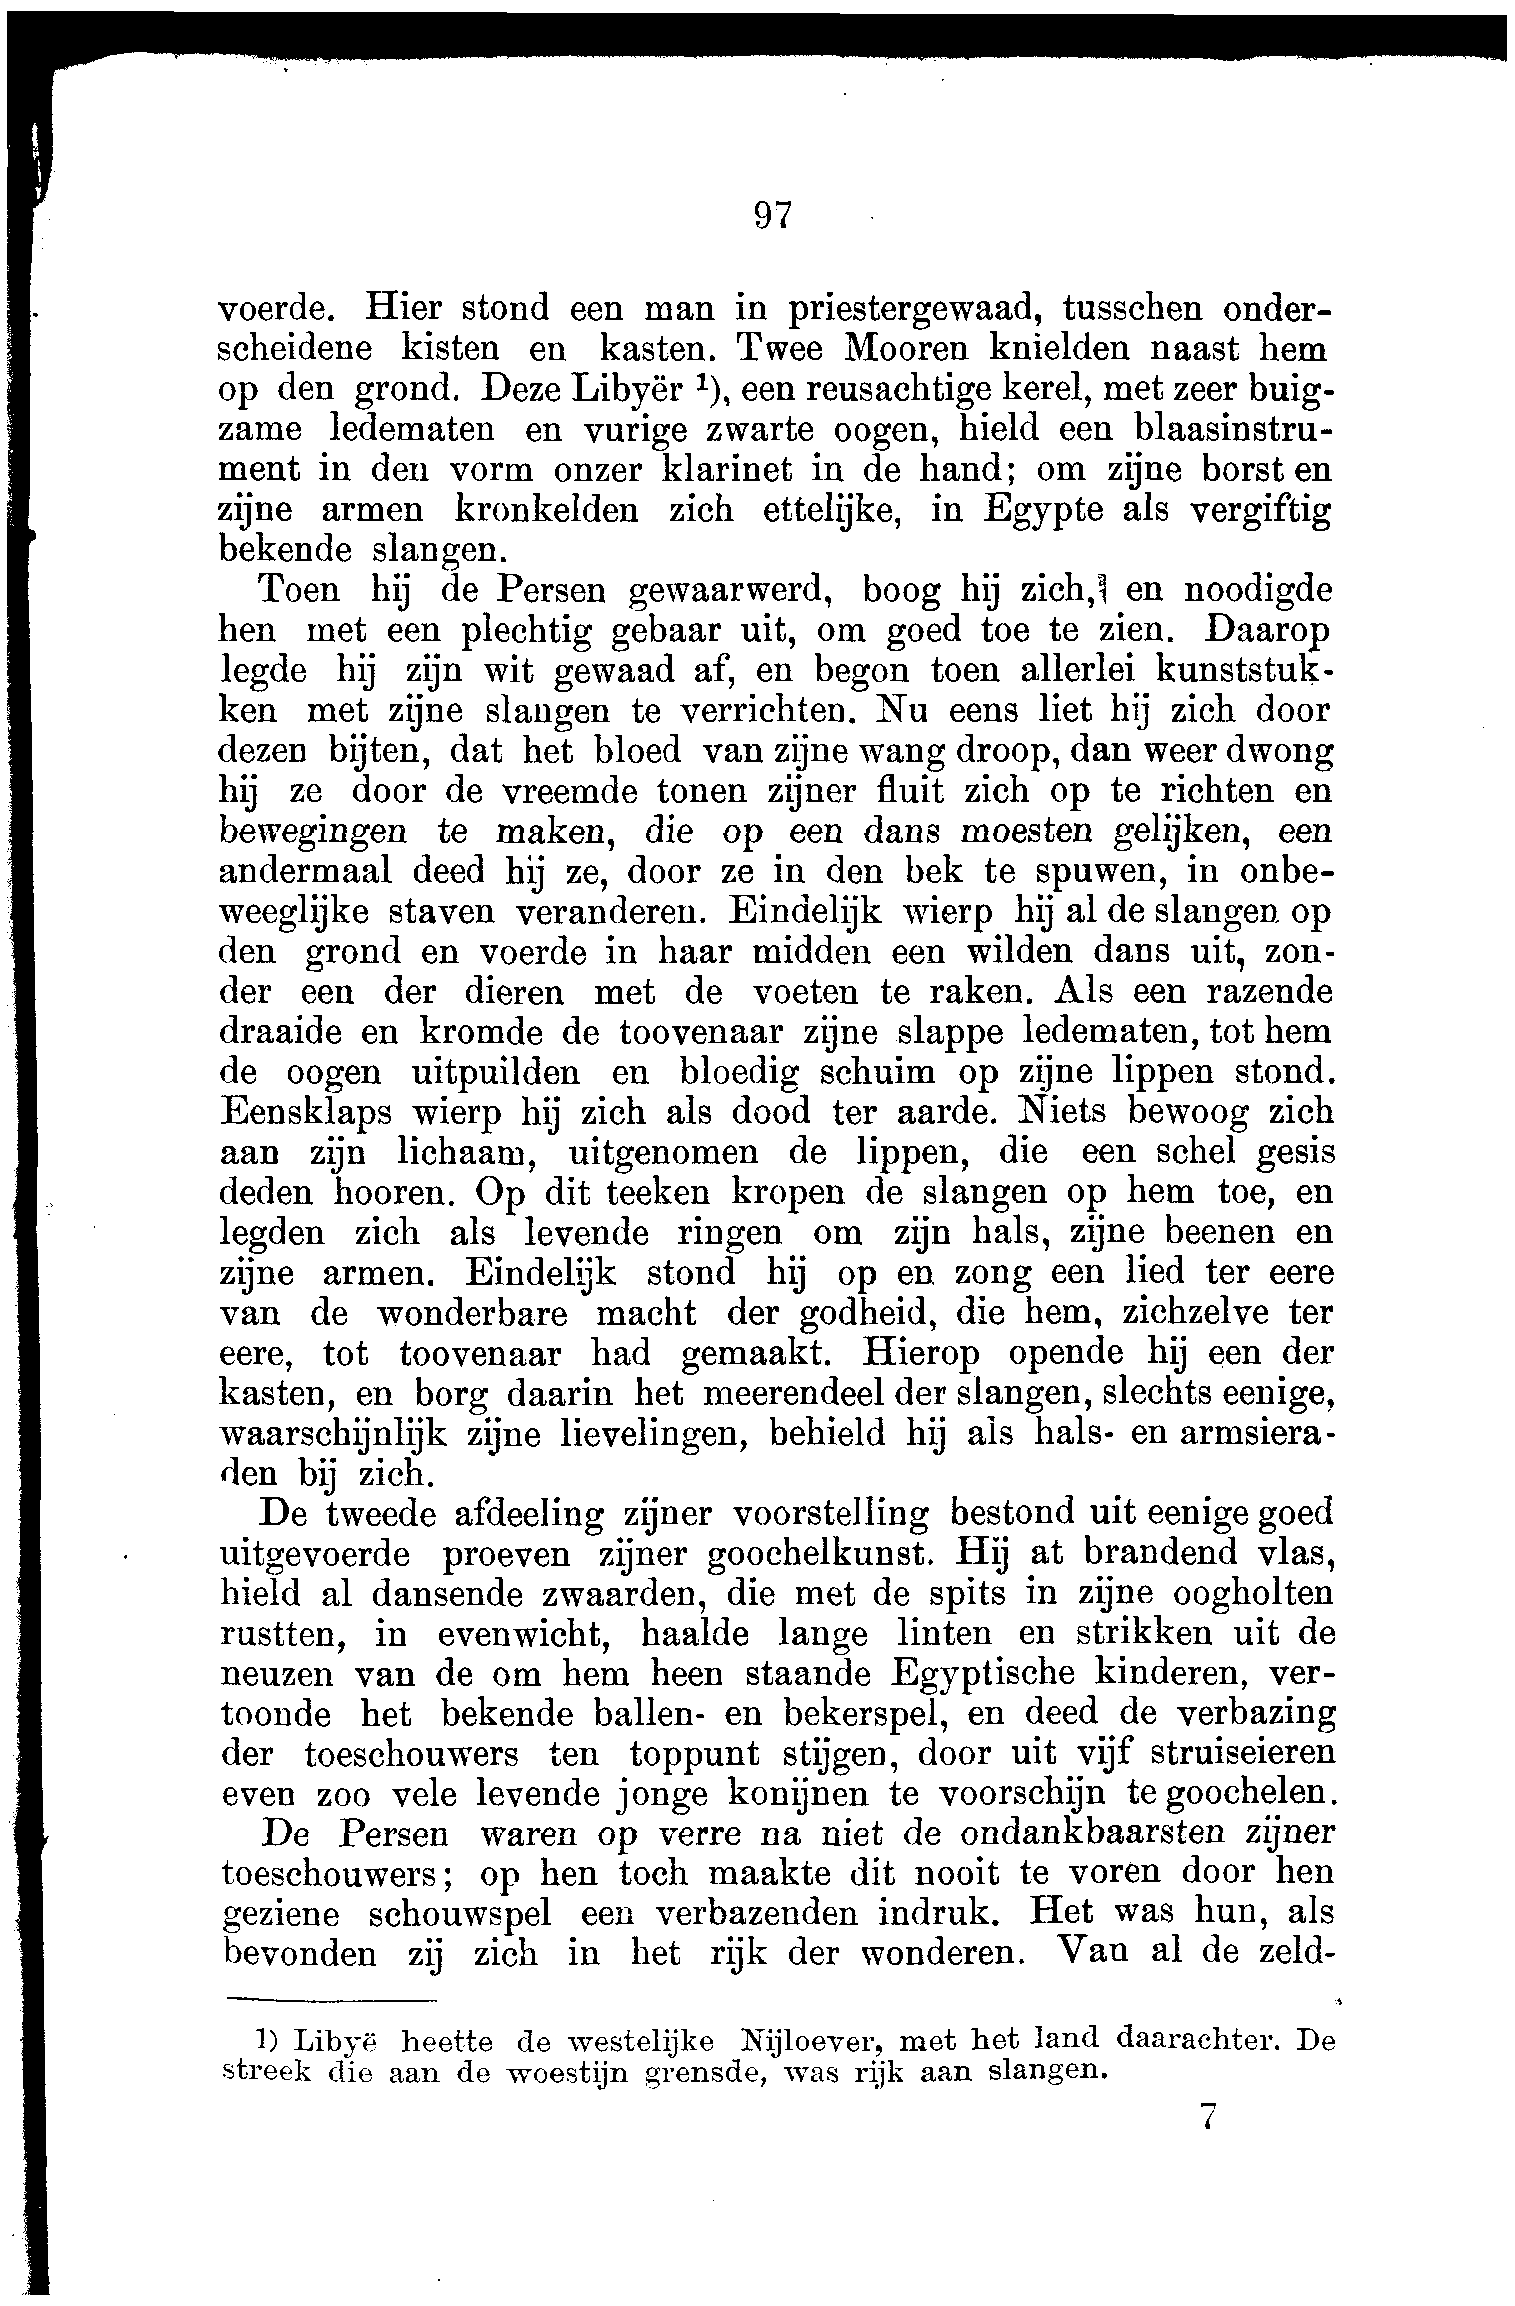 97
voerde. Hier stond een man in priestergewaad, tusschen onder-
scheidene kisten en kasten. Twee Mooren knielden naast hem
op den grond. Deze Libyër ¹), een reusachtige kerel, met zeer buig-
zame ledematen en vurige zwarte oogen, hield een blaasinstru-
ment in den vorm onzer klarinet in de hand; om zijne borst en
zijne armen kronkelden zich ettelijke, in Egypte als vergiftig
bekende slangen.
Toen hij de Persen gewaarwerd, boog hij zich, en noodigde
hen met een plechtig gebaar uit, om goed toe te zien. Daarop
legde hij zijn wit gewaad af, en begon toen allerlei kunststuk-
ken met zijne slangen te verrichten. Nu eens liet hij zich door
dezen bijten, dat het bloed van zijne wang droop, dan weer dwong
hij ze door de vreemde tonen zijner fluit zich op te richten en
bewegingen te maken, die op een dans moesten gelijken, een
andermaal deed hij ze, door ze in den bek te spuwen, in onbe-
weeglijke staven veranderen. Eindelijk wierp hij al de slangen op
den grond en voerde in haar midden een wilden dans uit, zon-
der een der dieren met de voeten te raken. Als een razende
draaide en kromde de toovenaar zijne slappe ledematen, tot hem
de oogen uitpuilden en bloedig schuim op zijne lippen stond.
Eensklaps wierp hij zich als dood ter aarde. Niets bewoog zich
aan zijn lichaam, uitgenomen de lippen, die een schel gesis
deden hooren. Op dit teeken kropen de slangen op hem toe, en
legden zich als levende ringen om zijn hals, zijne beenen en
zijne armen. Eindelijk stond hij op en zong een lied ter eere
van de wonderbare macht der godheid, die hem, zichzelve ter
eere, tot toovenaar had gemaakt. Hierop opende hij een der
kasten, en borg daarin het meerendeel der slangen, slechts eenige,
waarschijnlijk zijne lievelingen, behield hij als hals- en armsiera-
den bij zich.
De tweede afdeeling zijner voorstelling bestond uit eenige goed
uitgevoerde proeven zijner goochelkunst. Hij at brandend vlas,
hield al dansende zwaarden, die met de spits in zijne oogholten
rustten, in evenwicht, haalde lange linten en strikken uit de
neuzen van de om hem heen staande Egyptische kinderen, ver-
toonde het bekende ballen- en bekerspel, en deed de verbazing
der toeschouwers ten toppunt stijgen, door uit vijf struiseieren
even zoo vele levende jonge konijnen te voorschijn te goochelen.
De Persen waren op verre na niet de ondankbaarsten zijner
toeschouwers; op hen toch maakte dit nooit te voren door hen
geziene schouwspel een verbazenden indruk. Het was hun, als
bevonden zij zich in het rijk der wonderen. Van al de zeld-
1) Libyë heette de westelijke Nijloever, met het land daarachter. De
streek die aan de woestijn grensde, was rijk aan slangen.
7